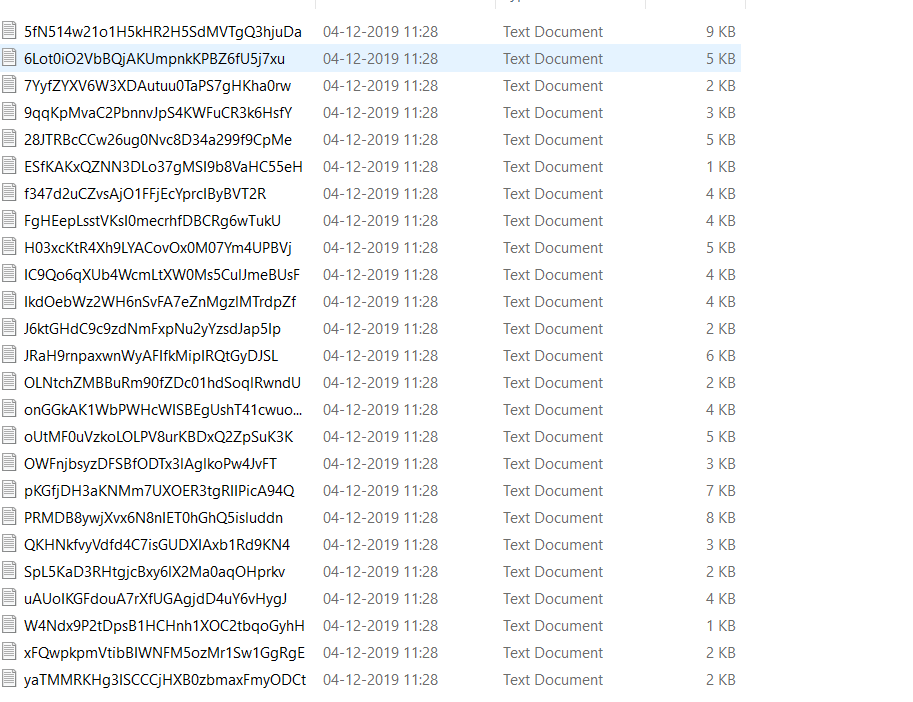 5fN514w21o1H5kHR2H5SdMVTgQ3hjuDa 04-12-2019 11:28 Text Document 9 KB
6Lot0iO2VbBQjAKUmpnkKPBZ6fU5j7xu 04-12-2019 11:28 Text Document 5 KB
7YyfZYXV6W3XDAutuu0TaPS7gHKha0rw 04-12-2019 11:28 Text Document 2 KB
9qqKpMvaC2PbnnvJpS4KWFuCR3k6HsfY 04-12-2019 11:28 Text Document 3 KB
28JTRBcCCw26ug0Nvc8D34a299f9CpMe 04-12-2019 11:28 Text Document 5 KB
ESfKAKxQZNN3DLo37gMSI9b8VaHC55eH 04-12-2019 11:28 Text Document 1 KB
f347d2uCZvsAjO1FFjEcYprcIByBVT2R 04-12-2019 11:28 Text Document 4 KB
FgHEepLsstVKsI0mecrhfDBCRg6wTukU 04-12-2019 11:28 Text Document 4 KB
H03xcKtR4Xh9LYACovOx0M07Ym4UPBVj 04-12-2019 11:28 Text Document 5 KB
IC9Qo6qXUb4WcmLtXW0Ms5CuIJmeBUsF 04-12-2019 11:28 Text Document 4 KB
IkdOebWz2WH6nSvFA7eZnMgzIMTrdpZf 04-12-2019 11:28 Text Document 4 KB
J6ktGHdC9c9zdNmFxpNu2yYzsdJap5Ip 04-12-2019 11:28 Text Document 2 KB
JRaH9rnpaxwnWyAFIfkMipIRQtGyDJSL 04-12-2019 11:28 Text Document 6 KB
OLNtchZMBBuRm90fZDc01hdSoqIRwndU 04-12-2019 11:28 Text Document 2 KB
onGGkAK1WbPWHcWISBEgUshT41cwuo... 04-12-2019 11:28 Text Document 4 KB
oUtMF0uVzkoLOLPV8urKBDxQ2ZpSuK3K 04-12-2019 11:28 Text Document 5 KB
OWFnjbsyzDFSBfODTx3IAgIkoPw4JvFT 04-12-2019 11:28 Text Document 3 KB
pKGfjDH3aKNMm7UXOER3tgRIIPicA94Q 04-12-2019 11:28 Text Document 7 KB
PRMDB8ywjXvx6N8nIET0hGhQ5isluddn 04-12-2019 11:28 Text Document 8 KB
QKHNkfvyVdfd4C7isGUDXIAxb1Rd9KN4 04-12-2019 11:28 Text Document 3 KB
SpL5KaD3RHtgjcBxy6lX2Ma0aqOHprkv 04-12-2019 11:28 Text Document 2 KB
uAUoIKGFdouA7rXfUGAgjdD4uY6vHygJ 04-12-2019 11:28 Text Document 4 KB
W4Ndx9P2tDpsB1HCHnh1XOC2tbqoGyhH 04-12-2019 11:28 Text Document 1 KB
xFQwpkpmVtibBIWNFM5ozMr1Sw1GgRgE 04-12-2019 11:28 Text Document 2 KB
yaTMMRKHg3ISCCCjHXB0zbmaxFmyODCt 04-12-2019 11:28 Text Document 2 KB